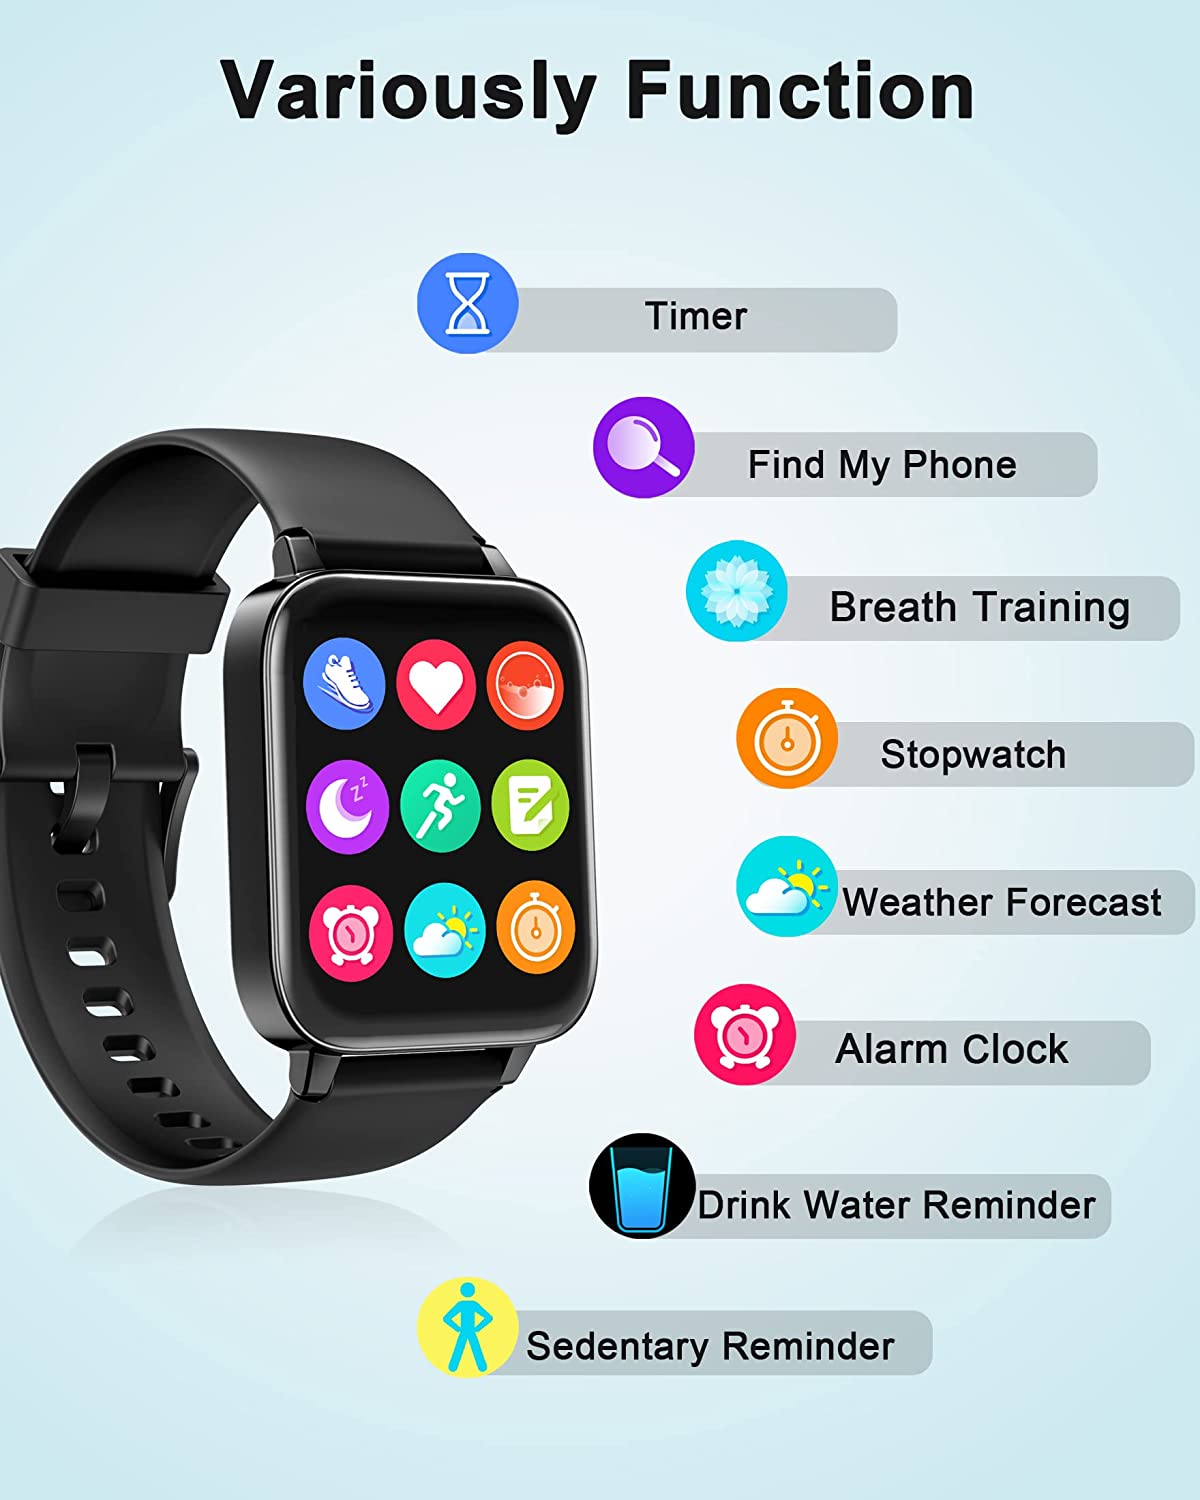 Variously Function
Timer
Find My Phone
Breath Training
Stopwatch
Weather Forecast
Alarm Clock
Drink Water Reminder
Sedentary Reminder